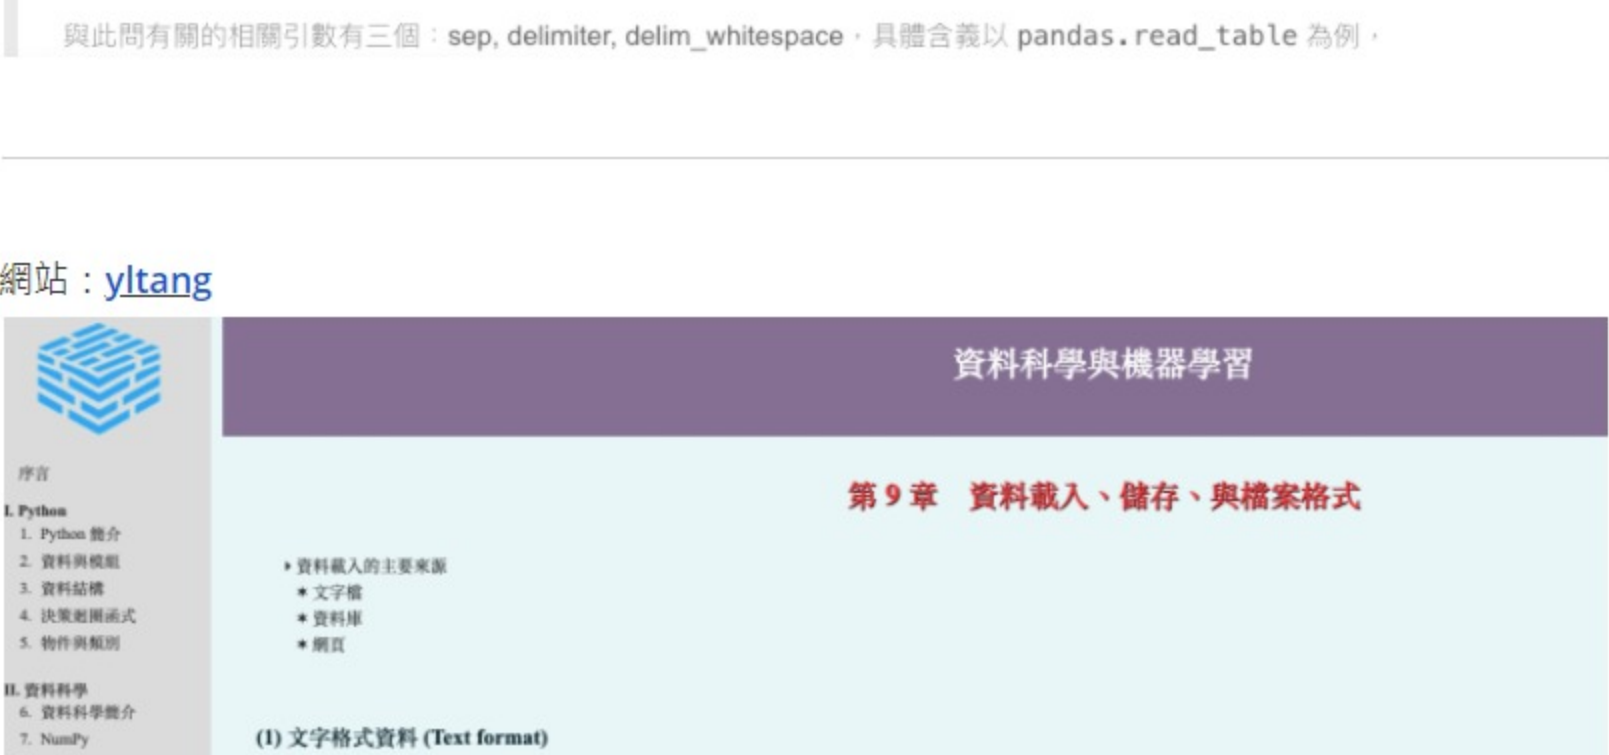 與此問有關的相關引數有三個：sep, delimiter, delim_whitespace，具體含義以 pandas.read_table 為例，
網站：yltang
資料科學與機器學習
序言
I. Python
1. Python 簡介
2. 資料與模組
3. 資料結構
4. 決策迴圈函式
5. 物件與類別
II. 資料科學
6. 資料科學簡介
7. NumPy
第 9 章 資料載入、儲存、與檔案格式
‣ 資料載入的主要來源
✶ 文字檔
✶ 資料庫
✶ 網頁
(1) 文字格式資料 (Text format)